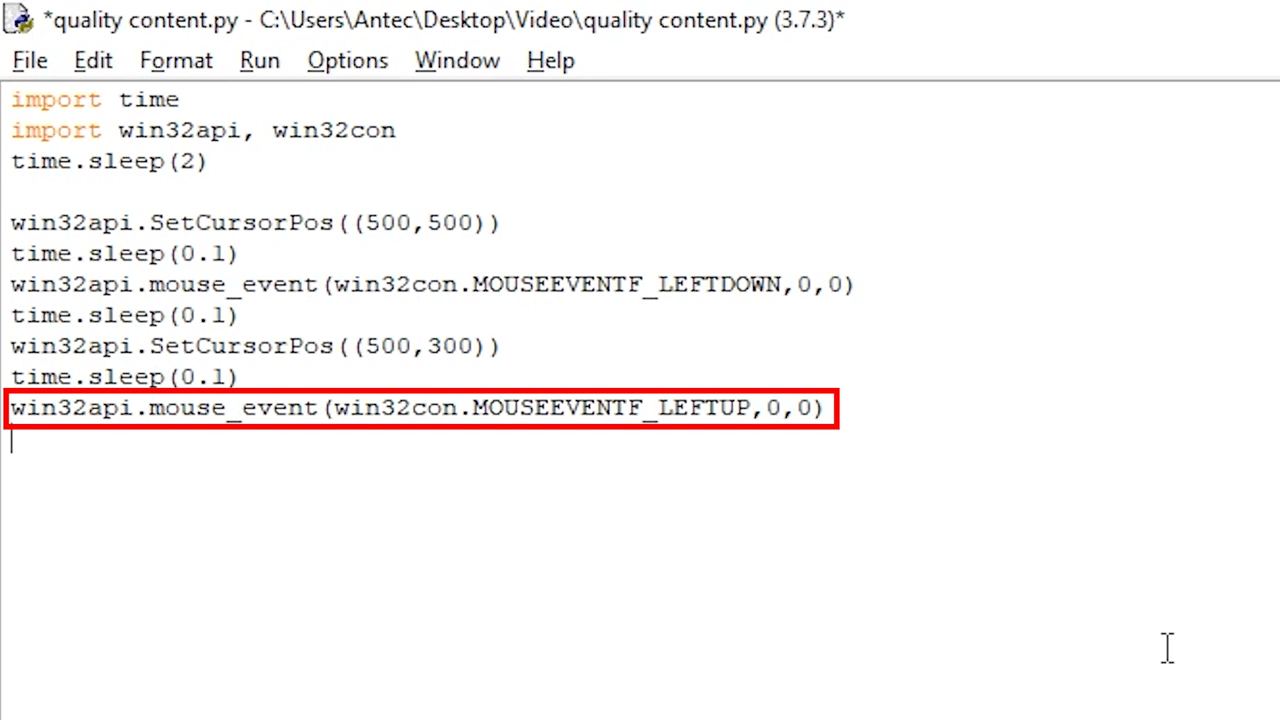 *quality content.py - C:\Users\Antec\Desktop\Video\quality content.py (3.7.3)*
File Edit Format Run Options Window Help
import time
import win32api, win32con
time.sleep(2)
win32api.SetCursorPos((500,500))
time.sleep(0.1)
win32api.mouse_event(win32con.MOUSEEVENTF_LEFTDOWN,0,0)
time.sleep(0.1)
win32api.SetCursorPos((500,300))
time.sleep(0.1)
win32api.mouse_event(win32con.MOUSEEVENTF_LEFTUP,0,0)